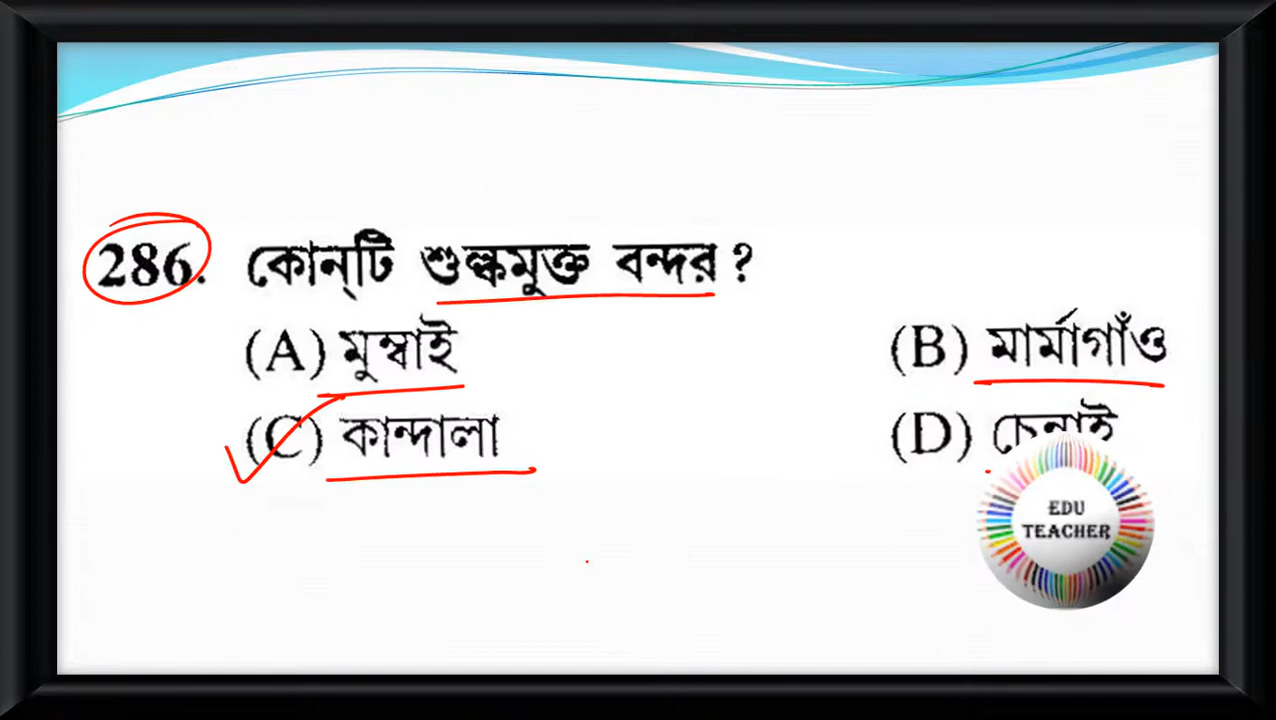 286. কোন্‌টি শুল্কমুক্ত বন্দর ?
(A) মুম্বাই (B) মার্মাগাঁও
(C) কান্দালা (D) চেন্নাই
EDU
TEACHER